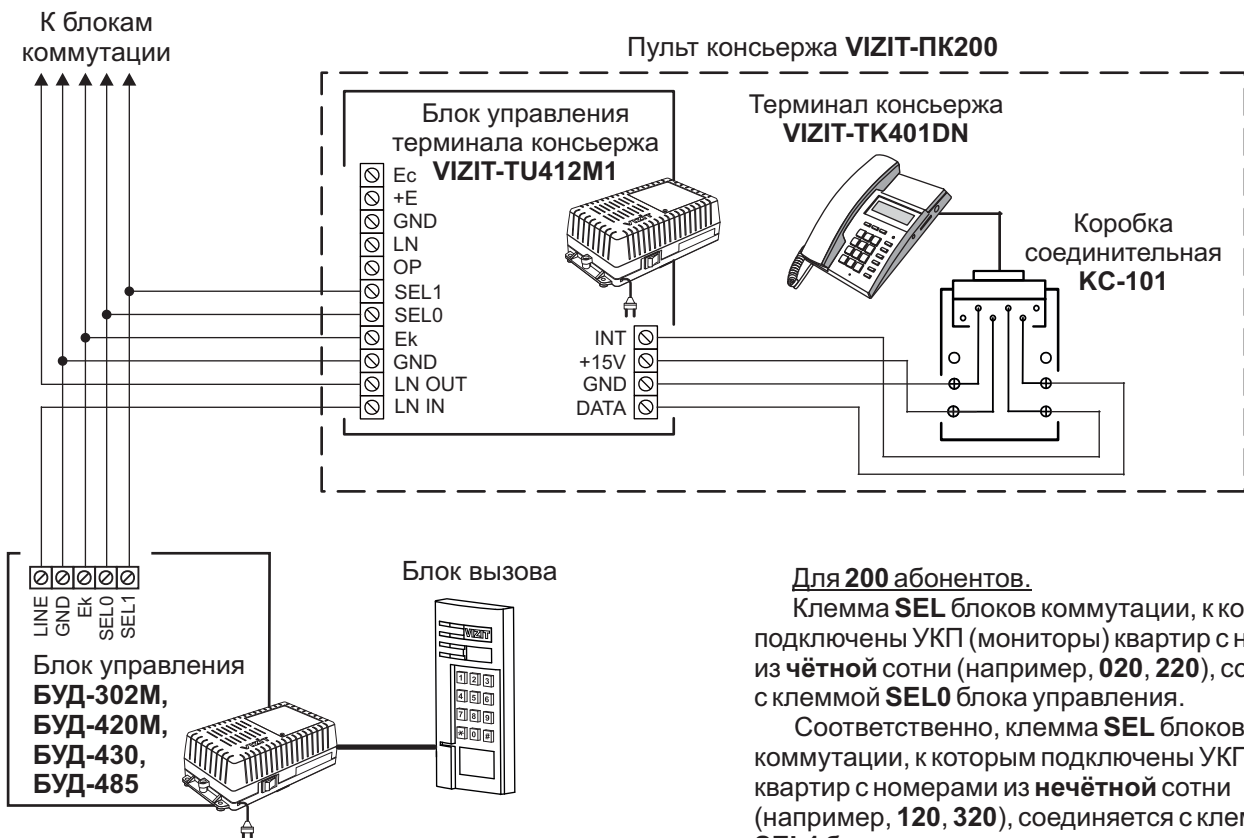 К блокам
коммутации
Пульт консьержа VIZIT-ПК200
Блок управления
терминала консьержа
VIZIT-TU412M1
Терминал консьержа
VIZIT-TK401DN
Коробка
соединительная
КС-101
Ec
+E
GND
LN
OP
SEL1
SEL0
Ek
GND
LN OUT
LN IN
INT
+15V
GND
DATA
LINE
GND
Ek
SEL0
SEL1
Блок управления
БУД-302М,
БУД-420М,
БУД-430,
БУД-485
Блок вызова
VIZIT
1 2 3
4 5 6
7 8 9
* 0 #
Для 200 абонентов.
Клемма SEL блоков коммутации, к
подключены УКП (мониторы) квартир с
из чётной сотни (например, 020, 220),
с клеммой SEL0 блока управления.
Соответственно, клемма SEL блоков
коммутации, к которым подключены УКП
квартир с номерами из нечётной сотни
(например, 120, 320), соединяется с